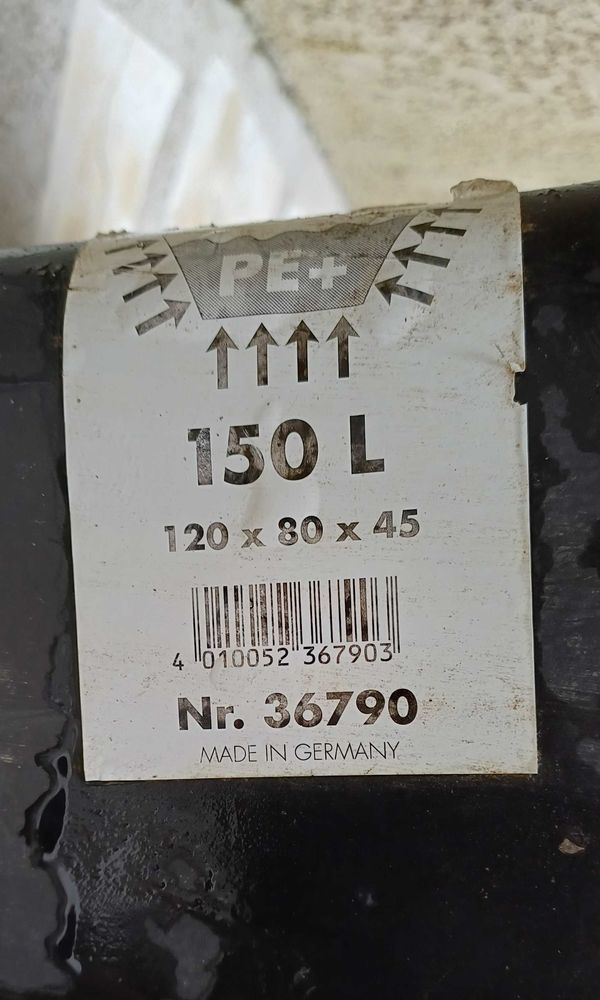 PE+
150 L
120 x 80 x 45
4 010052 367903
Nr. 36790
MADE IN GERMANY